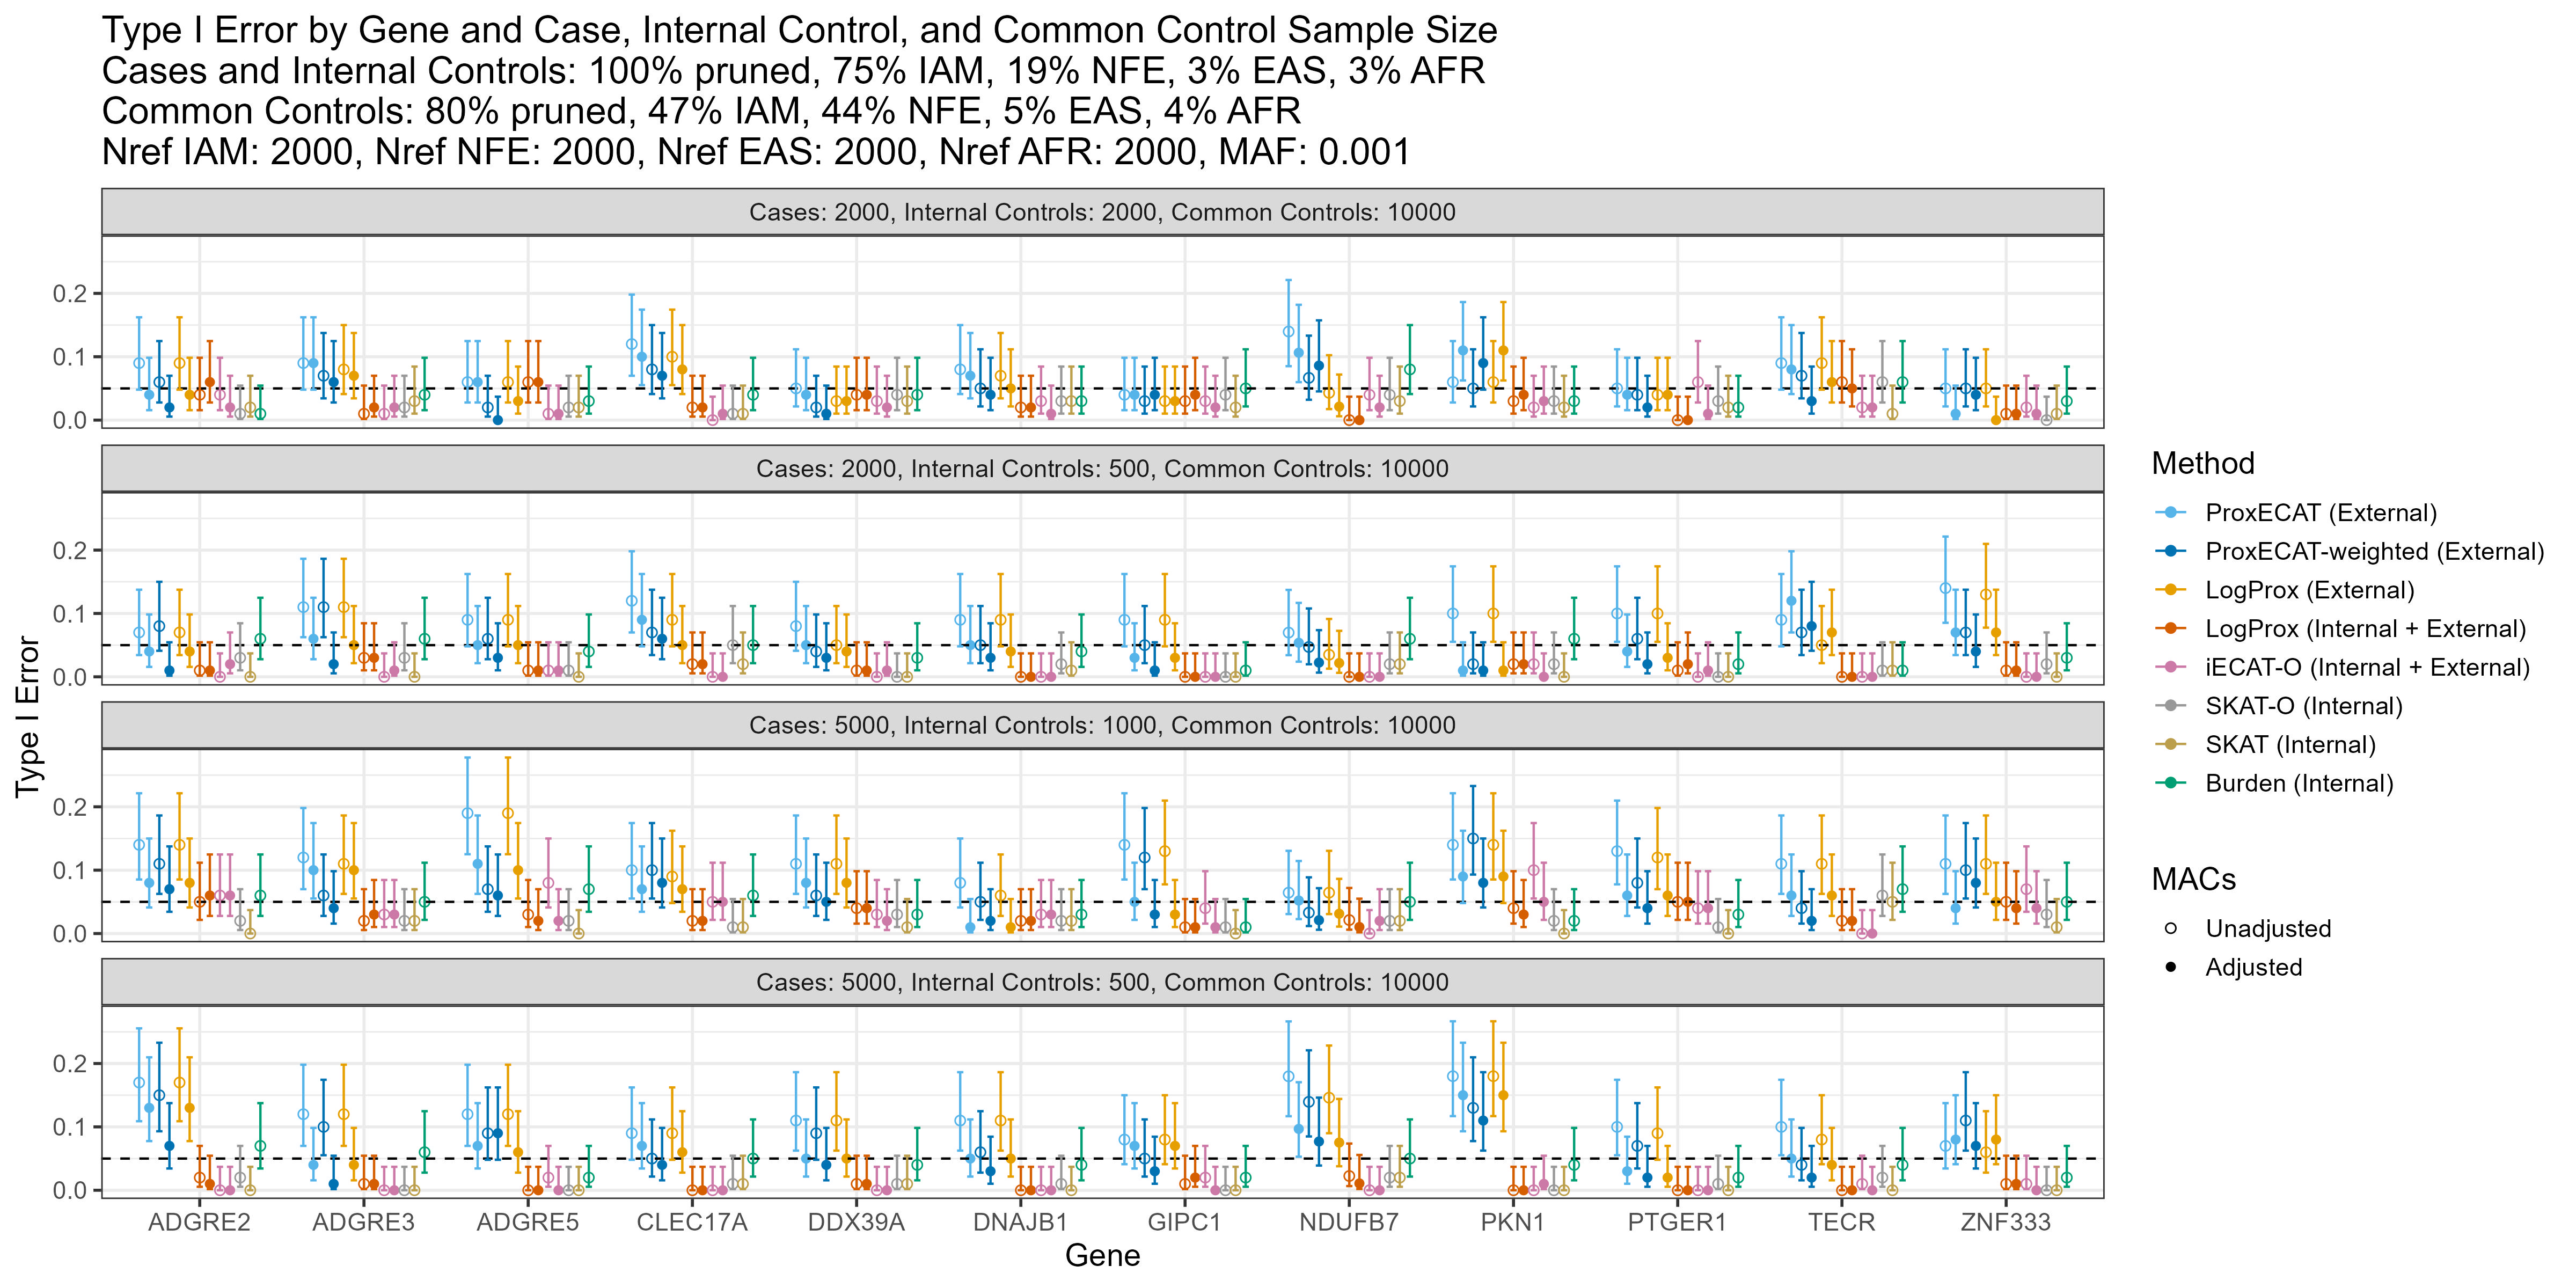 Type I Error by Gene and Case, Internal Control, and Common Control Sample Size
Cases and Internal Controls: 100% pruned, 75% IAM, 19% NFE, 3% EAS, 3% AFR
Common Controls: 80% pruned, 47% IAM, 44% NFE, 5% EAS, 4% AFR
Nref IAM: 2000, Nref NFE: 2000, Nref EAS: 2000, Nref AFR: 2000, MAF: 0.001
Cases: 2000, Internal Controls: 2000, Common Controls: 10000
0.2
0.1
0.0
Cases: 2000, Internal Controls: 500, Common Controls: 10000
0.2
0.1
0.0
Cases: 5000, Internal Controls: 1000, Common Controls: 10000
0.2
0.1
0.0
Cases: 5000, Internal Controls: 500, Common Controls: 10000
0.2
0.1
0.0
Type I Error
ADGRE2
ADGRE3
ADGRE5
CLEC17A
DDX39A
DNAJB1
GIPC1
NDUFB7
PKN1
PTGER1
TECR
ZNF333
Gene
Method
ProxECAT (External)
ProxECAT-weighted (External)
LogProx (External)
LogProx (Internal + External)
iECAT-O (Internal + External)
SKAT-O (Internal)
SKAT (Internal)
Burden (Internal)
MACs
Unadjusted
Adjusted